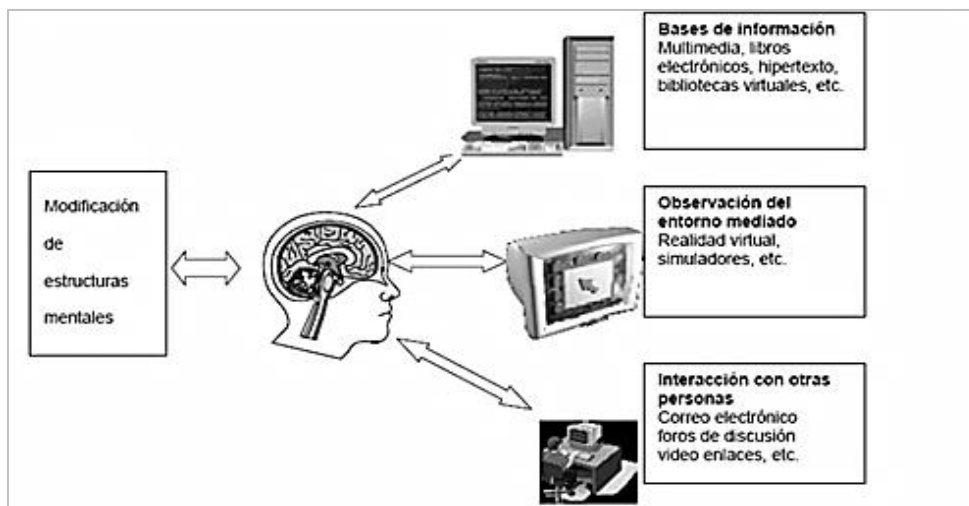 Bases de información
Multimedia, libros
electrónicos, hipertexto,
bibliotecas virtuales, etc.
Modificación
de
estructuras
mentales
Observación del
entorno mediado
Realidad virtual,
simuladores, etc.
Interacción con otras
personas
Correo electrónico
foros de discusión
video enlaces, etc.